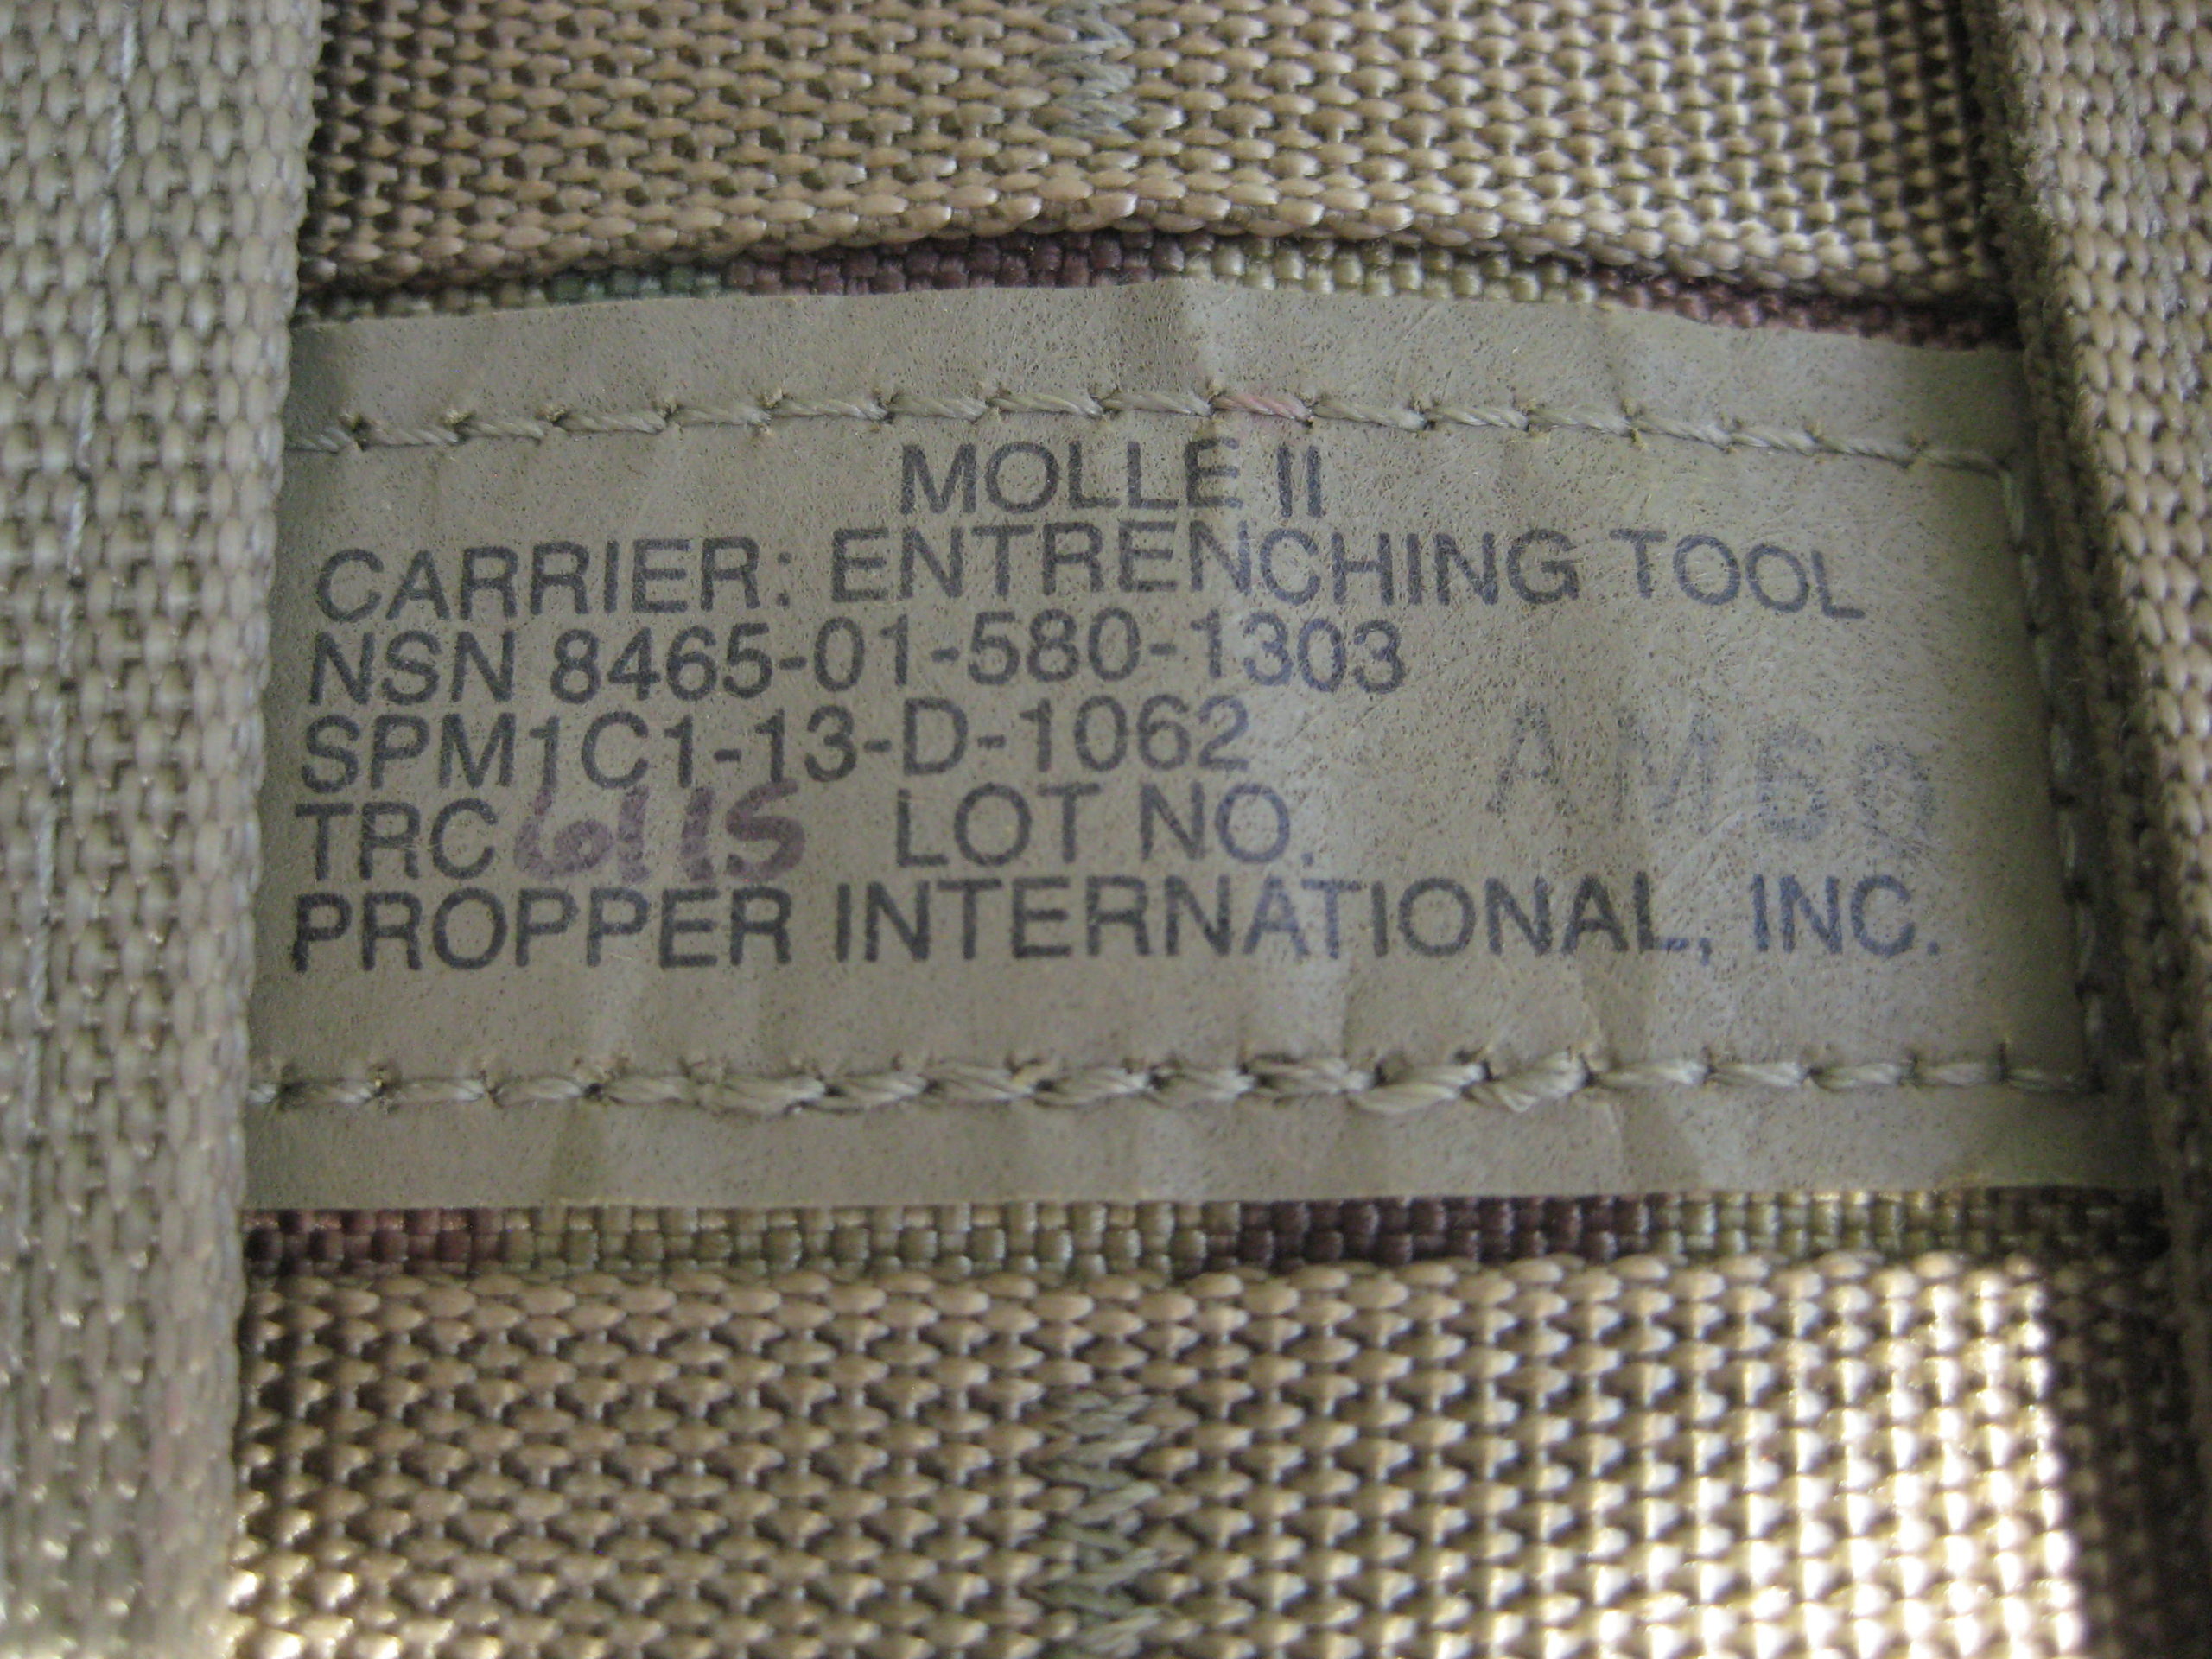 MOLLE II
CARRIER: ENTRENCHING TOOL
NSN 8465-01-580-1303
SPM1C1-13-D-1062
TRC 6115 LOT NO.
PROPPER INTERNATIONAL, INC.